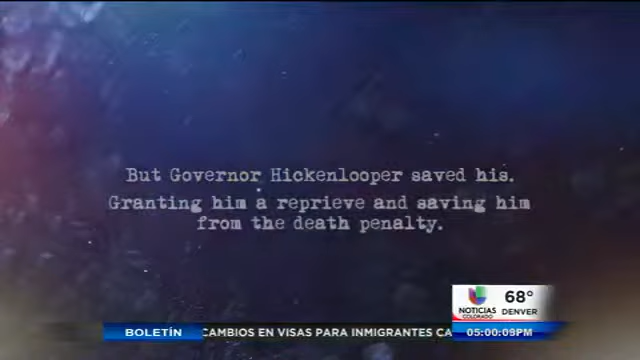 But Governor Hickenlooper saved his.
Granting him a reprieve and saving him
from the death penalty.
NOTICIAS
COLORADO
68°
DENVER
BOLETÍN
CAMBIOS EN VISAS PARA INMIGRANTES CA
05:00:09PM